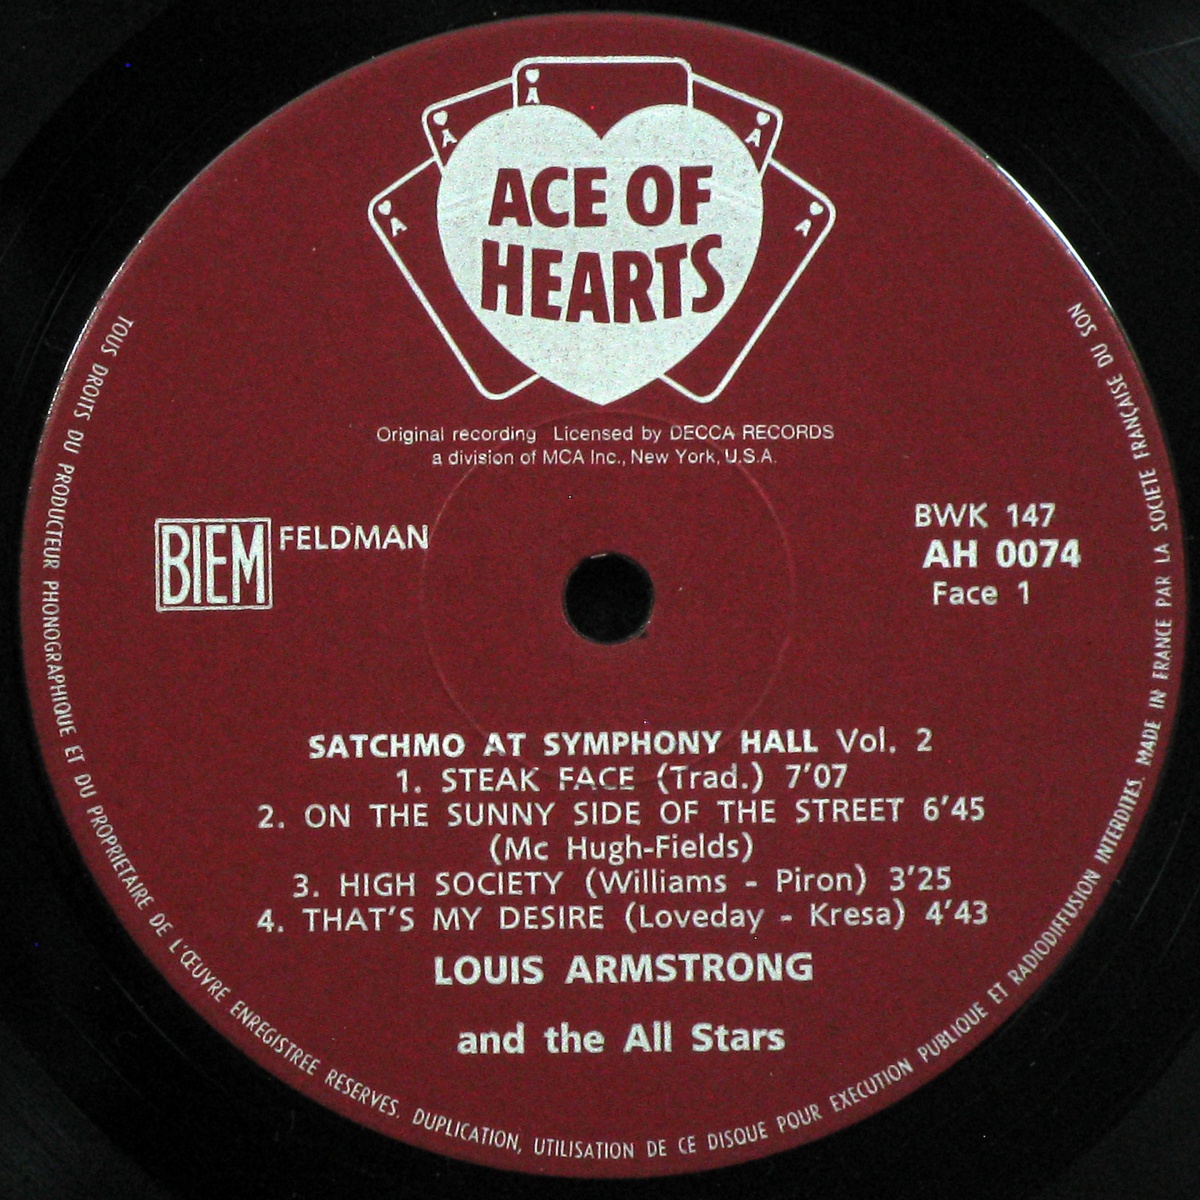 A
A
A
A
A
ACE OF
HEARTS
Original recording Licensed by DECCA RECORDS
a division of MCA Inc., New York, U.S.A.
BIEM FELDMAN
BWK 147
AH 0074
Face 1
SATCHMO AT SYMPHONY HALL Vol. 2
1. STEAK FACE (Trad.) 7'07
2. ON THE SUNNY SIDE OF THE STREET 6'45
(Mc Hugh-Fields)
3. HIGH SOCIETY (Williams - Piron) 3'25
4. THAT'S MY DESIRE (Loveday - Kresa) 4'43
LOUIS ARMSTRONG
and the All Stars
TOUS DROITS DU PRODUCTEUR PHONOGRAPHIQUE ET DU PROPRIETAIRE DE L'ŒUVRE ENREGISTREE RESERVES. DUPLICATION, UTILISATION DE CE DISQUE POUR EXECUTION PUBLIQUE ET RADIODIFFUSION INTERDITES. MADE IN FRANCE PAR LA SOCIETE FRANÇAISE DU SON